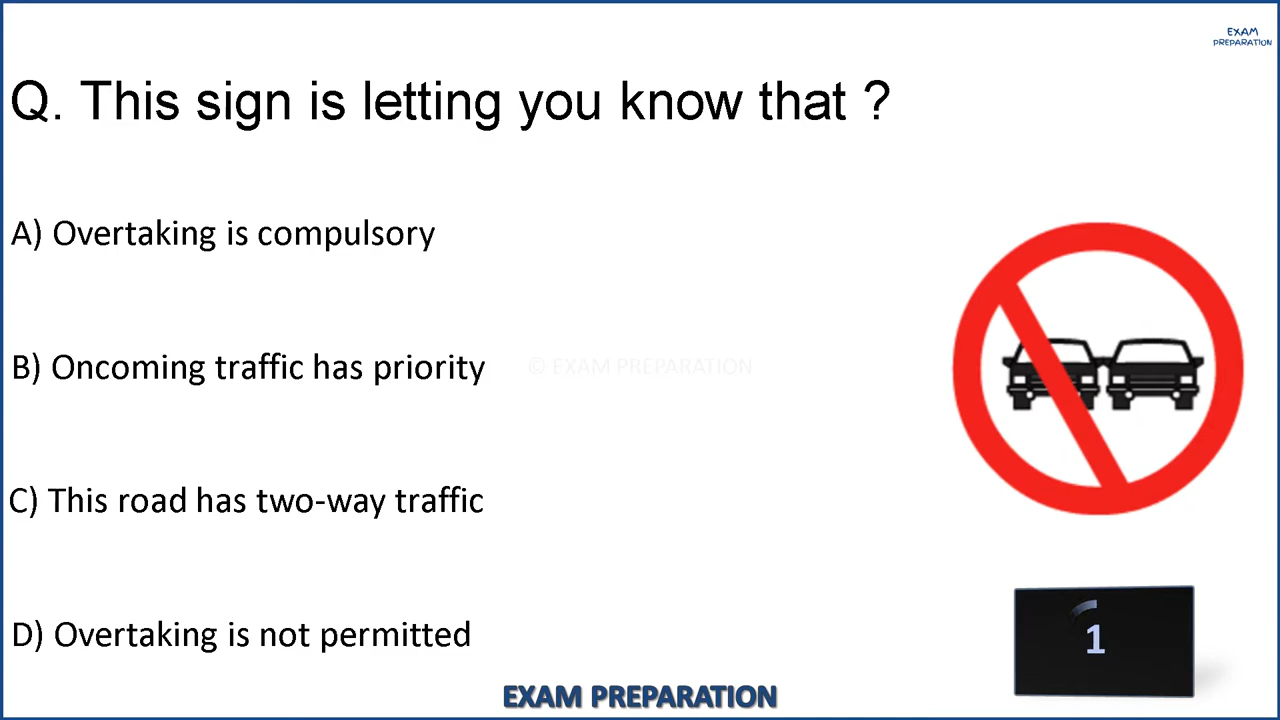 EXAM
PREPARATION
Q. This sign is letting you know that ?
A) Overtaking is compulsory
B) Oncoming traffic has priority
© EXAM PREPARATION
C) This road has two-way traffic
D) Overtaking is not permitted
1
EXAM PREPARATION